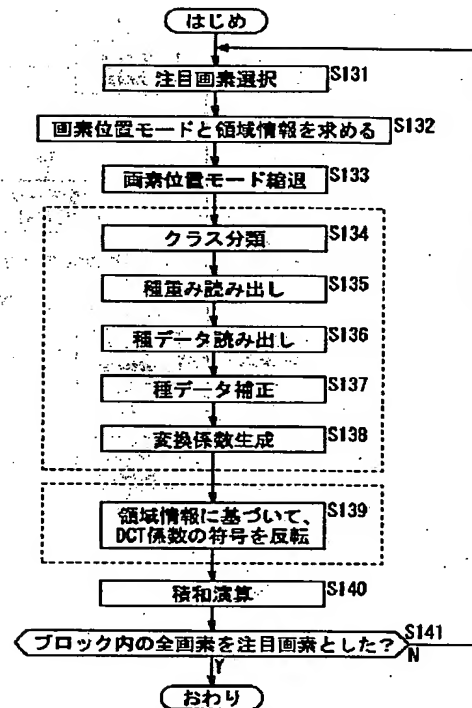 はじめ
注目画素選択 S131
画素位置モードと領域情報を求める S132
画素位置モード縮退 S133
クラス分類 S134
種重み読み出し S135
種データ読み出し S136
種データ補正 S137
変換係数生成 S138
領域情報に基づいて、 S139
DCT係数の符号を反転
積和演算 S140
ブロック内の全画素を注目画素とした? S141
N
Y
おわり